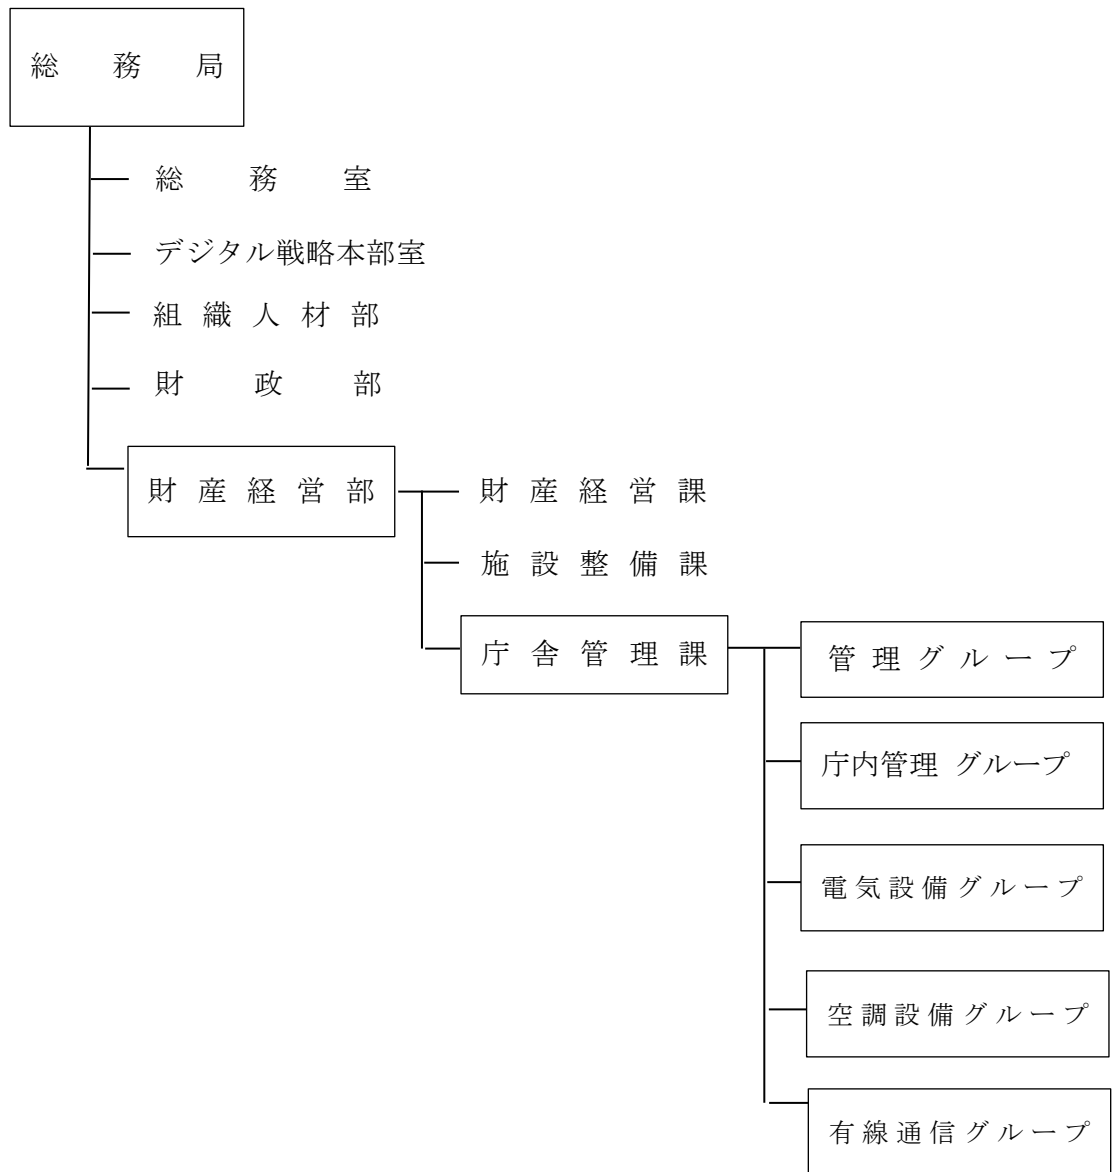 総務局
総務室
デジタル戦略本部室
組織人材部
財政部
財産経営部
財産経営課
施設整備課
庁舎管理課
管理グループ
庁内管理 グループ
電気設備グループ
空調設備グループ
有線通信グループ